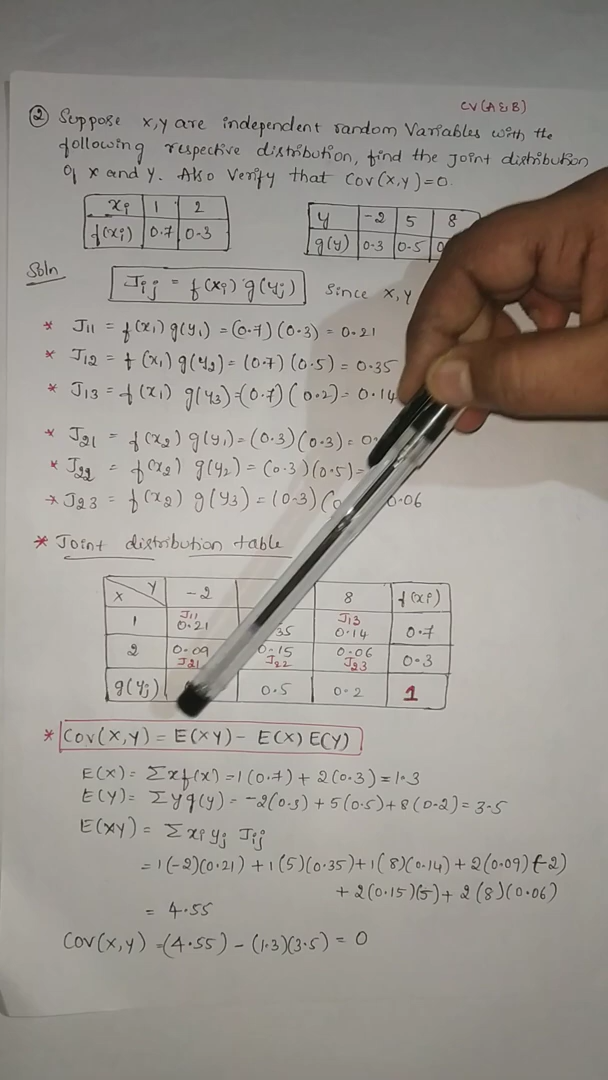 CV(A&B)
② Suppose x,y are independent random Variables with the
following respective distribution, find the Joint distribution
of x and y. Also Verify that Cov(x,y)=0.
xi 1 2
f(xi) 0.7 0.3
y -2 5 8
g(y) 0.3 0.5
Soln
Jij = f(xi) g(yj) Since x,y
* J11 = f(x1) g(y1) = (0.7) (0.3) = 0.21
* J12 = f(x1) g(y2) = (0.7) (0.5) = 0.35
* J13 = f(x1) g(y3) = (0.7) (0.2) = 0.14
* J21 = f(x2) g(y1) = (0.3) (0.3) =
* J22 = f(x2) g(y2) = (0.3) (0.5) =
* J23 = f(x2) g(y3) = (0.3) 0.06
* Joint distribution table
X Y -2 8 f(xi)
1 J11 0.21 35 J13 0.14 0.7
2 0.09 J21 0.15 J22 0.06 J23 0.3
g(yj) 0.5 0.2 1
* Cov(X,Y) = E(XY) - E(X) E(Y)
E(X) = Σxf(x) = 1(0.7) + 2(0.3) = 1.3
E(Y) = Σyg(y) = -2(0.3) + 5(0.5) + 8(0.2) = 3.5
E(XY) = Σxi yj Jij
= 1(-2)(0.21) + 1(5)(0.35) + 1(8)(0.14) + 2(0.09)(-2)
+ 2(0.15)(5) + 2(8)(0.06)
= 4.55
Cov(x,y) = (4.55) - (1.3)(3.5) = 0